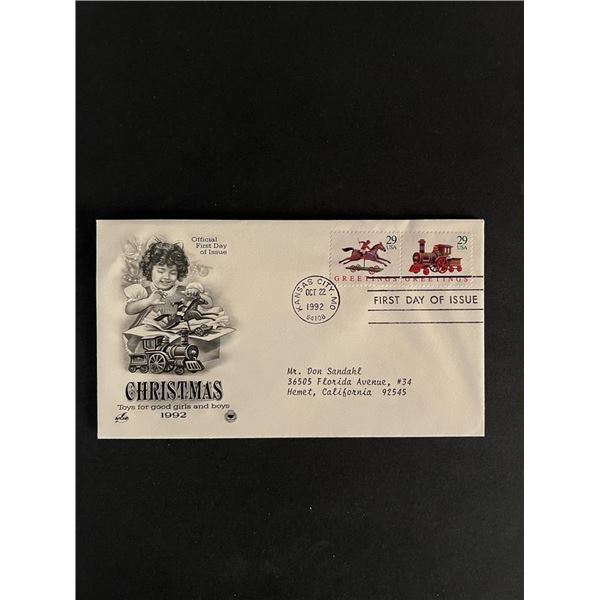 Official
First Day
of Issue
29
USA
GREETINGS
29
USA
GREETINGS
KANSAS CITY, MO
OCT 22
1992
64108
FIRST DAY OF ISSUE
Mr. Don Sandahl
36505 Florida Avenue, #34
Hemet, California 92545
CHRISTMAS
Toys for good girls and boys
1992